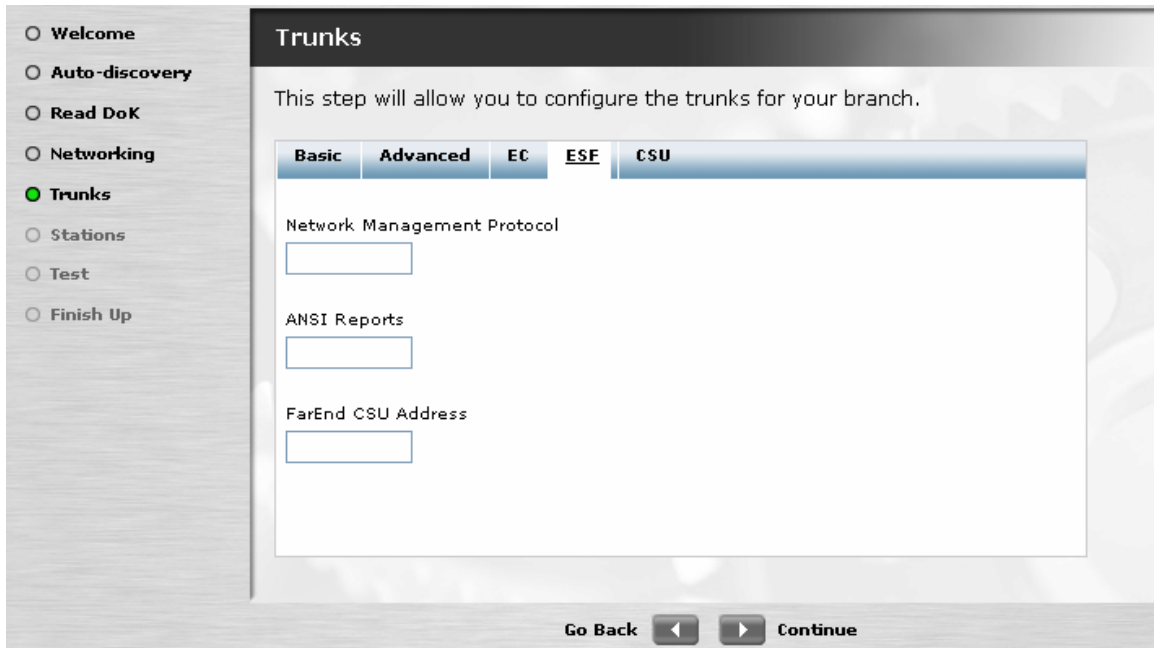 Welcome
Auto-discovery
Read DoK
Networking
Trunks
Stations
Test
Finish Up
Trunks
This step will allow you to configure the trunks for your branch.
Basic Advanced EC ESF CSU
Network Management Protocol
ANSI Reports
FarEnd CSU Address
Go Back Continue